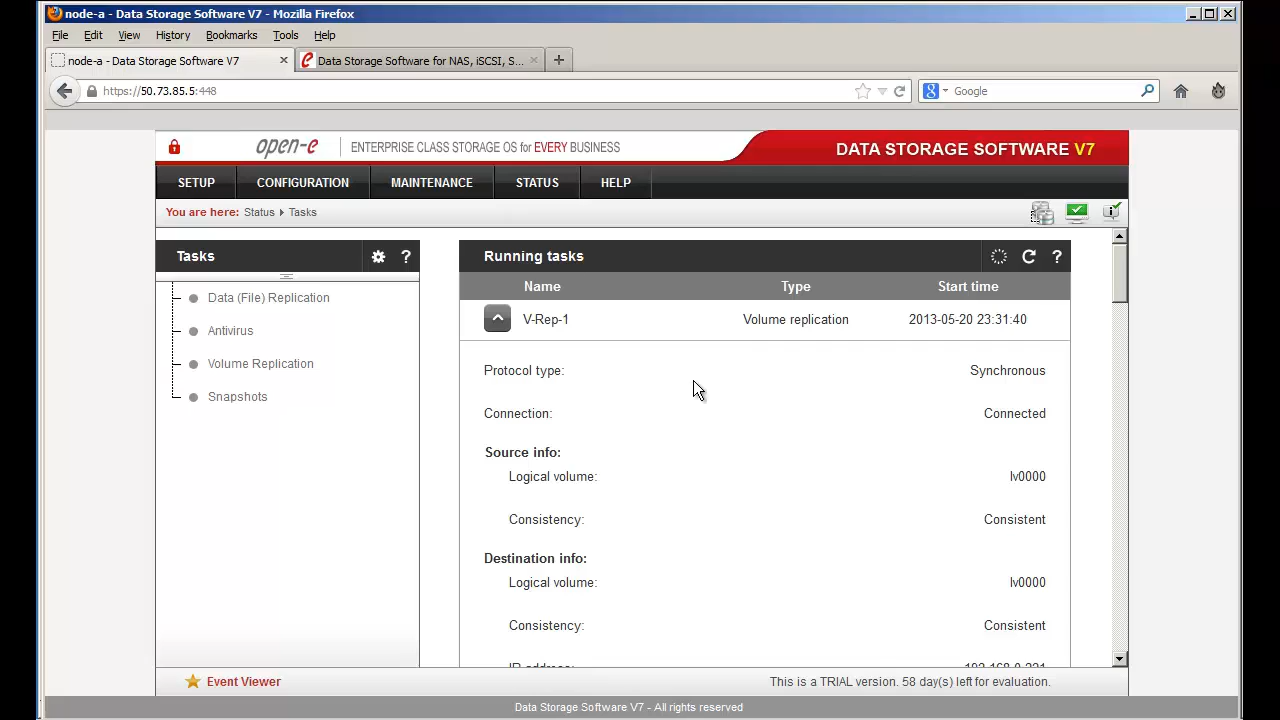 node-a - Data Storage Software V7 - Mozilla Firefox
File Edit View History Bookmarks Tools Help
node-a - Data Storage Software V7
Data Storage Software for NAS, iSCSI, S...
https://50.73.85.5:448
Google
open-e ENTERPRISE CLASS STORAGE OS for EVERY BUSINESS
DATA STORAGE SOFTWARE V7
SETUP CONFIGURATION MAINTENANCE STATUS HELP
You are here: Status Tasks
Tasks
Data (File) Replication
Antivirus
Volume Replication
Snapshots
Running tasks
Name Type Start time
V-Rep-1 Volume replication 2013-05-20 23:31:40
Protocol type: Synchronous
Connection: Connected
Source info:
Logical volume: lv0000
Consistency: Consistent
Destination info:
Logical volume: lv0000
Consistency: Consistent
IP address: 192.168.0.221
Event Viewer
This is a TRIAL version. 58 day(s) left for evaluation.
Data Storage Software V7 - All rights reserved